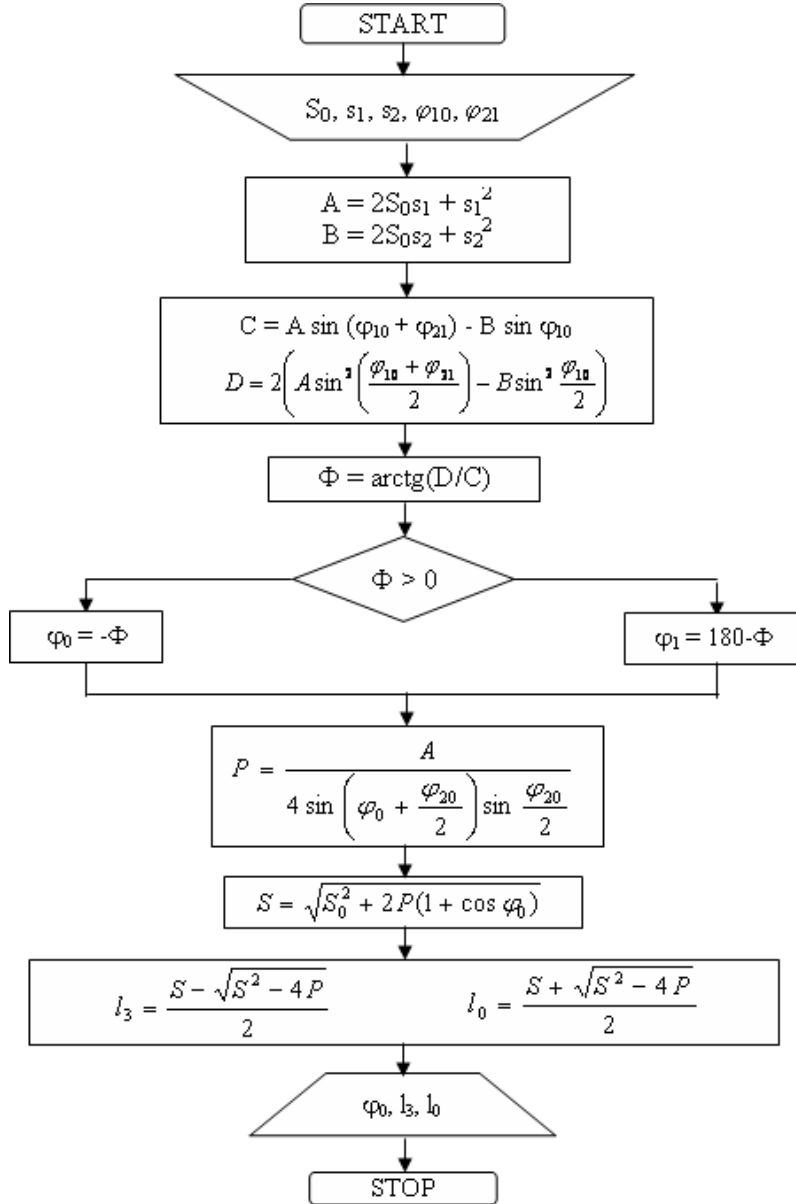 START
S₀, s₁, s₂, φ₁₀, φ₂₁
A = 2S₀s₁ + s₁²
B = 2S₀s₂ + s₂²
C = A sin (φ₁₀ + φ₂₁) - B sin φ₁₀
D = 2(A sin²((φ₁₀ + φ₂₁)/2) − B sin² φ₁₀/2)
Φ = arctg(D/C)
Φ > 0
φ₀ = -Φ
φ₁ = 180-Φ
P = A/(4 sin (φ₀ + φ₂₀/2) sin φ₂₀/2)
S = √(S₀² + 2P(1 + cos φ₀))
l₃ = (S − √(S² − 4P))/2
l₀ = (S + √(S² − 4P))/2
φ₀, l₃, l₀
STOP